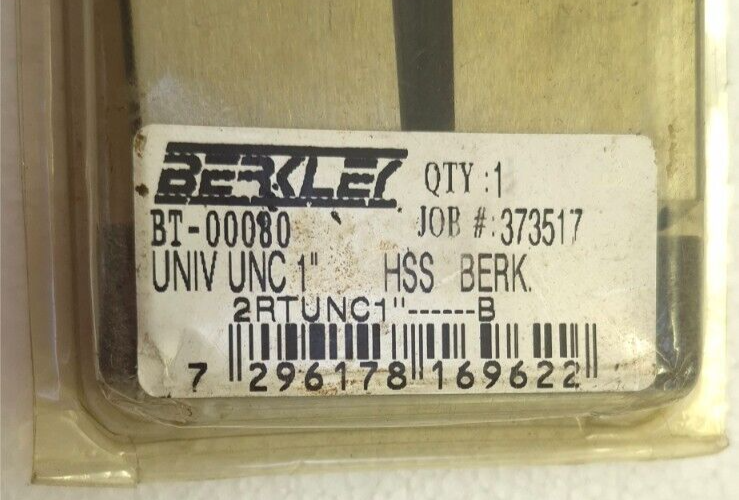 BERKLEY
QTY :1
BT-00080
JOB #: 373517
UNIV UNC 1" HSS BERK.
2RTUNC1"------B
7 296178 169622